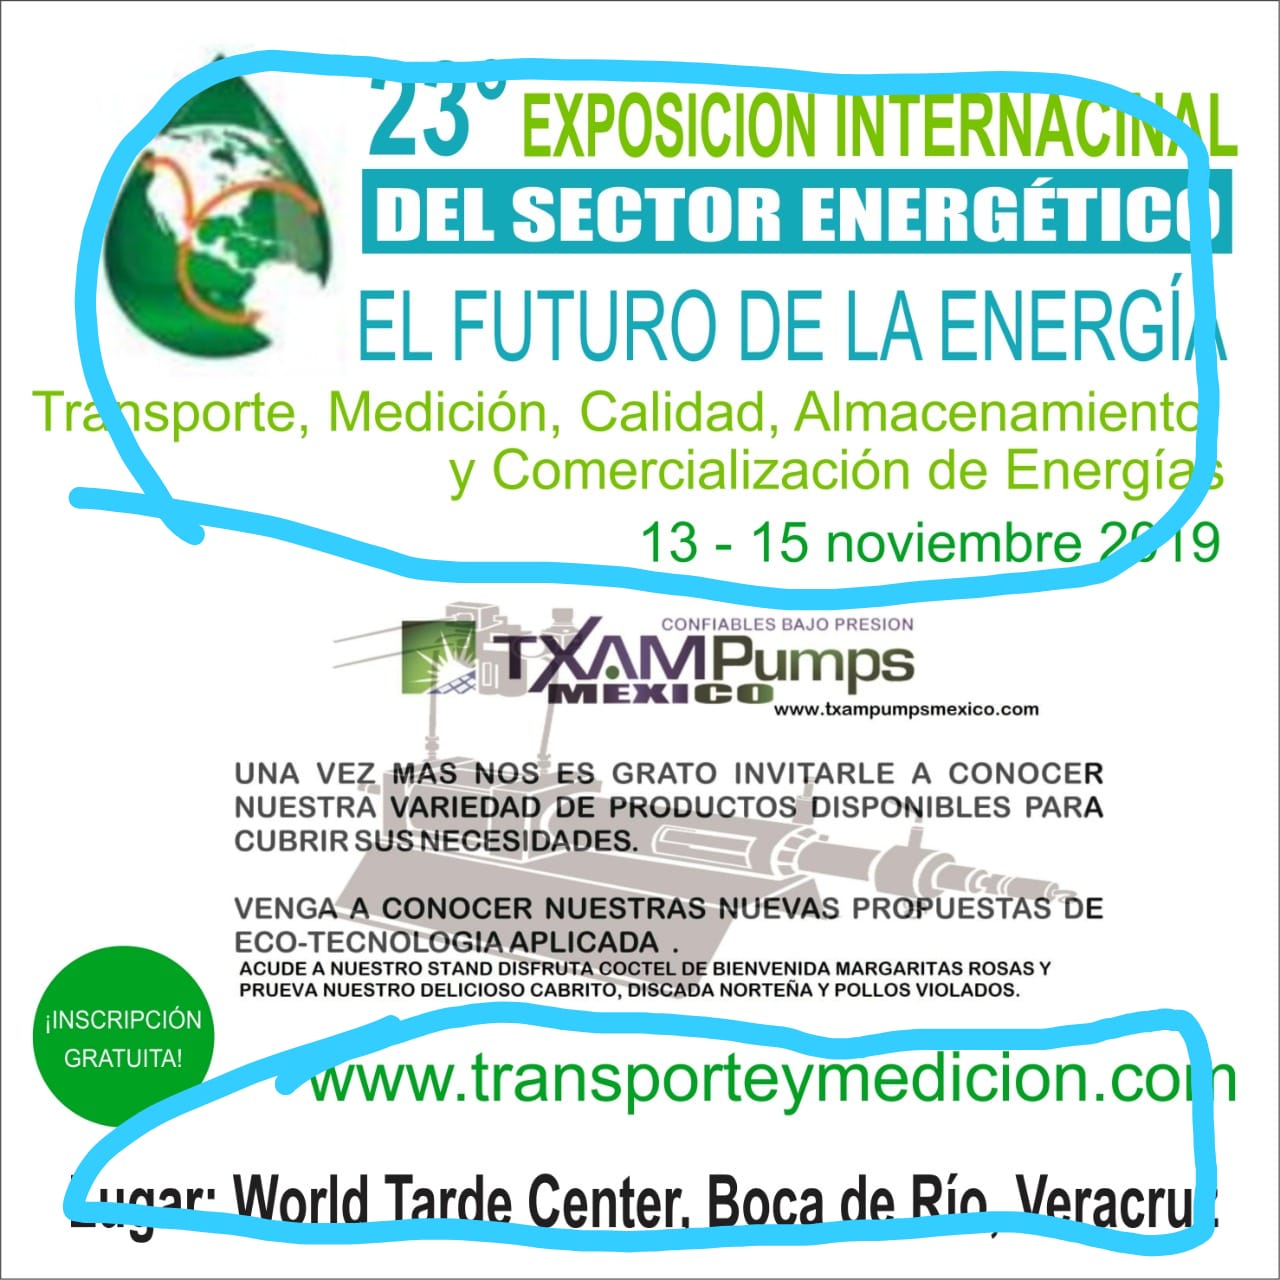 23° EXPOSICION INTERNACINAL
DEL SECTOR ENERGÉTICO
EL FUTURO DE LA ENERGÍA
Transporte, Medición, Calidad, Almacenamiento
y Comercialización de Energías
13 - 15 noviembre 2019
CONFIABLES BAJO PRESION
TXAMPumps
MEXICO
www.txampumpsmexico.com
UNA VEZ MAS NOS ES GRATO INVITARLE A CONOCER
NUESTRA VARIEDAD DE PRODUCTOS DISPONIBLES PARA
CUBRIR SUS NECESIDADES.
VENGA A CONOCER NUESTRAS NUEVAS PROPUESTAS DE
ECO-TECNOLOGIA APLICADA .
ACUDE A NUESTRO STAND DISFRUTA COCTEL DE BIENVENIDA MARGARITAS ROSAS Y
PRUEVA NUESTRO DELICIOSO CABRITO, DISCADA NORTEÑA Y POLLOS VIOLADOS.
¡INSCRIPCIÓN
GRATUITA!
www.transporteymedicion.com
Lugar: World Tarde Center, Boca de Río, Veracruz